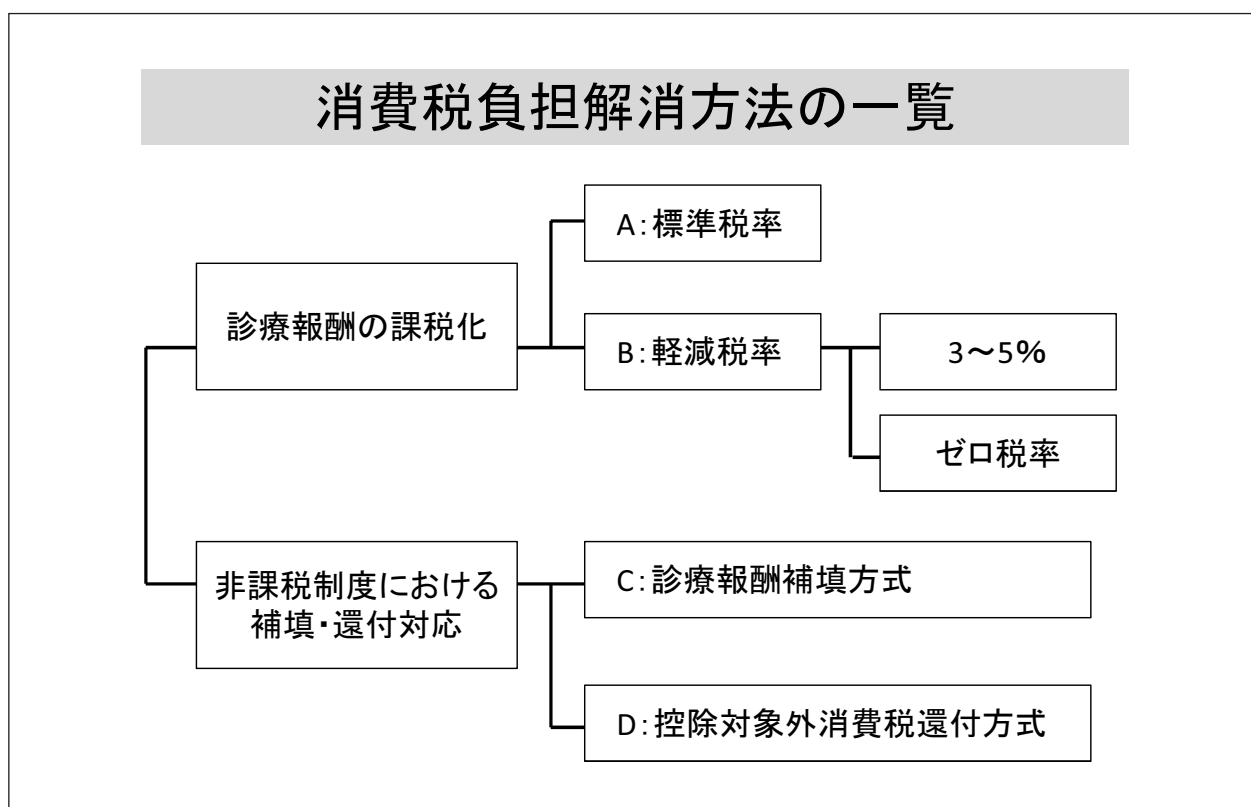 消費税負担解消方法の一覧
診療報酬の課税化
A:標準税率
B:軽減税率
3〜5%
ゼロ税率
非課税制度における
補填・還付対応
C:診療報酬補填方式
D:控除対象外消費税還付方式